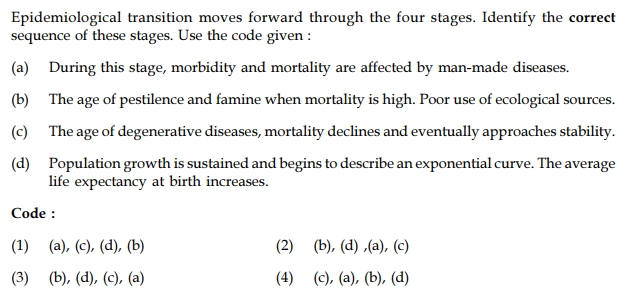 Epidemiological transition moves forward through the four stages. Identify the correct
sequence of these stages. Use the code given :
(a) During this stage, morbidity and mortality are affected by man-made diseases.
(b) The age of pestilence and famine when mortality is high. Poor use of ecological sources.
(c) The age of degenerative diseases, mortality declines and eventually approaches stability.
(d) Population growth is sustained and begins to describe an exponential curve. The average
life expectancy at birth increases.
Code :
(1) (a), (c), (d), (b) (2) (b), (d) ,(a), (c)
(3) (b), (d), (c), (a) (4) (c), (a), (b), (d)